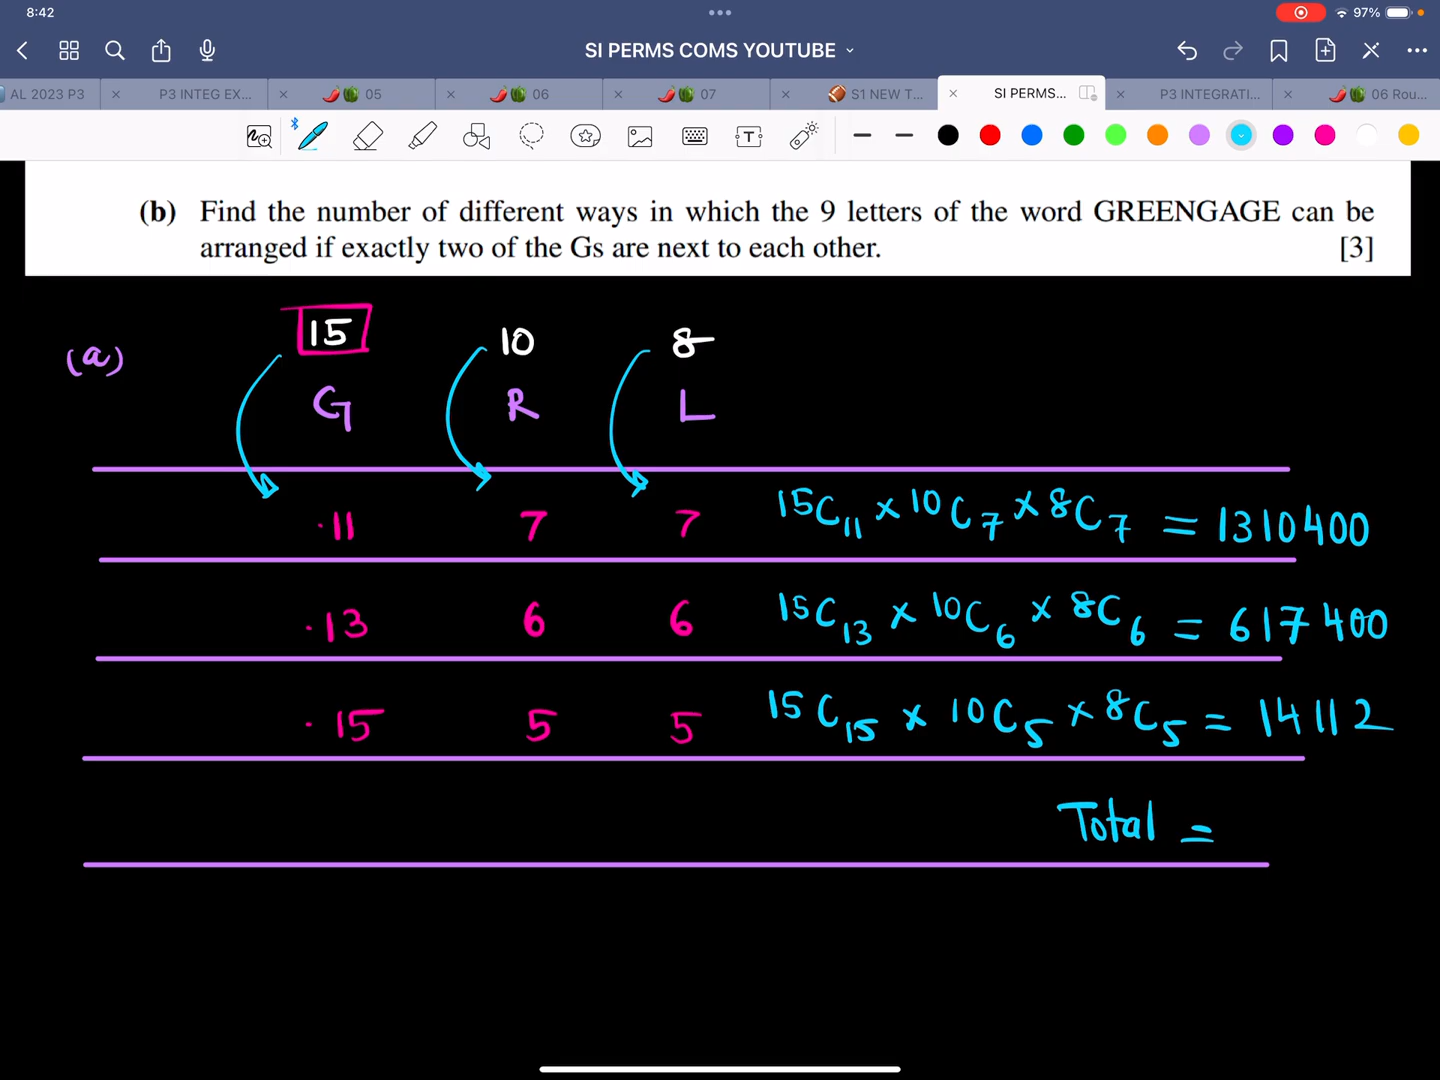 8:42
97%
SI PERMS COMS YOUTUBE
AL 2023 P3
P3 INTEG EX...
05
06
07
S1 NEW T...
SI PERMS...
P3 INTEGRATI...
06 Rou...
(b) Find the number of different ways in which the 9 letters of the word GREENGAGE can be
arranged if exactly two of the Gs are next to each other. [3]
(a) 15 10 8
G R L
·11 7 7 15C11 × 10C7 × 8C7 = 1310400
·13 6 6 15C13 × 10C6 × 8C6 = 617400
·15 5 5 15C15 × 10C5 × 8C5 = 14112
Total =